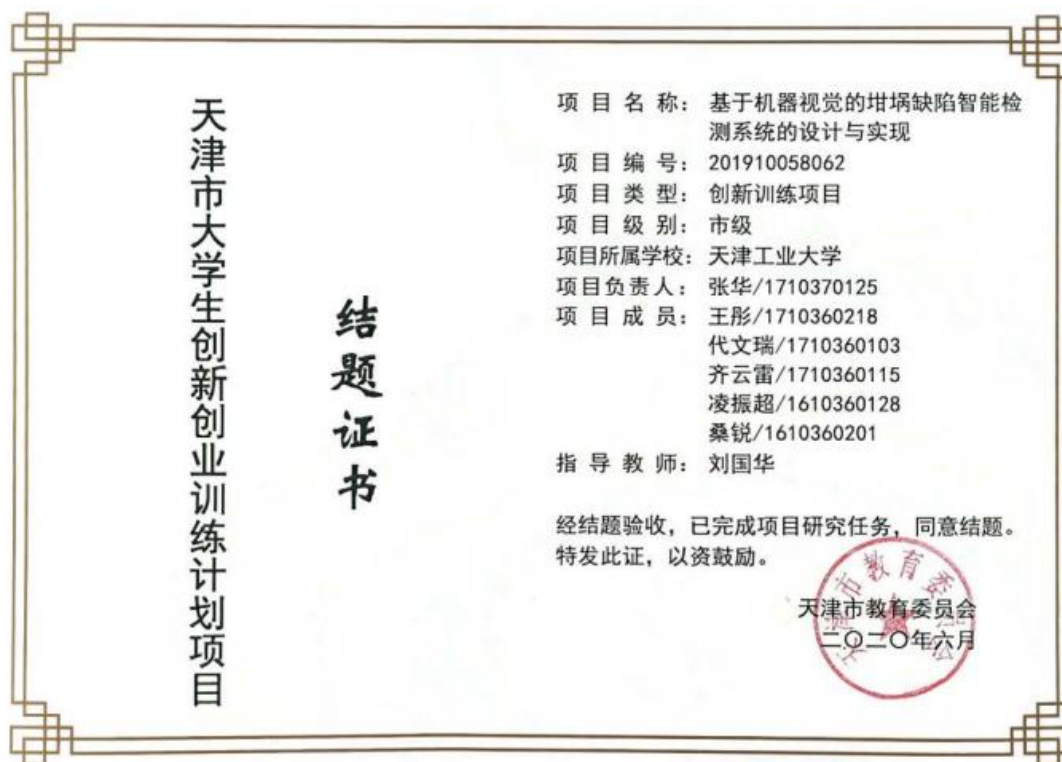 天津市大学生创新创业训练计划项目
结题证书
项目名称：基于机器视觉的坩埚缺陷智能检
测系统的设计与实现
项目编号：201910058062
项目类型：创新训练项目
项目级别：市级
项目所属学校：天津工业大学
项目负责人：张华/1710370125
项目成员：王彤/1710360218
代文瑞/1710360103
齐云雷/1710360115
凌振超/1610360128
桑锐/1610360201
指导教师：刘国华
经结题验收，已完成项目研究任务，同意结题。
特发此证，以资鼓励。
天津市教育委员会
二〇二〇年六月
天津市教育委员会